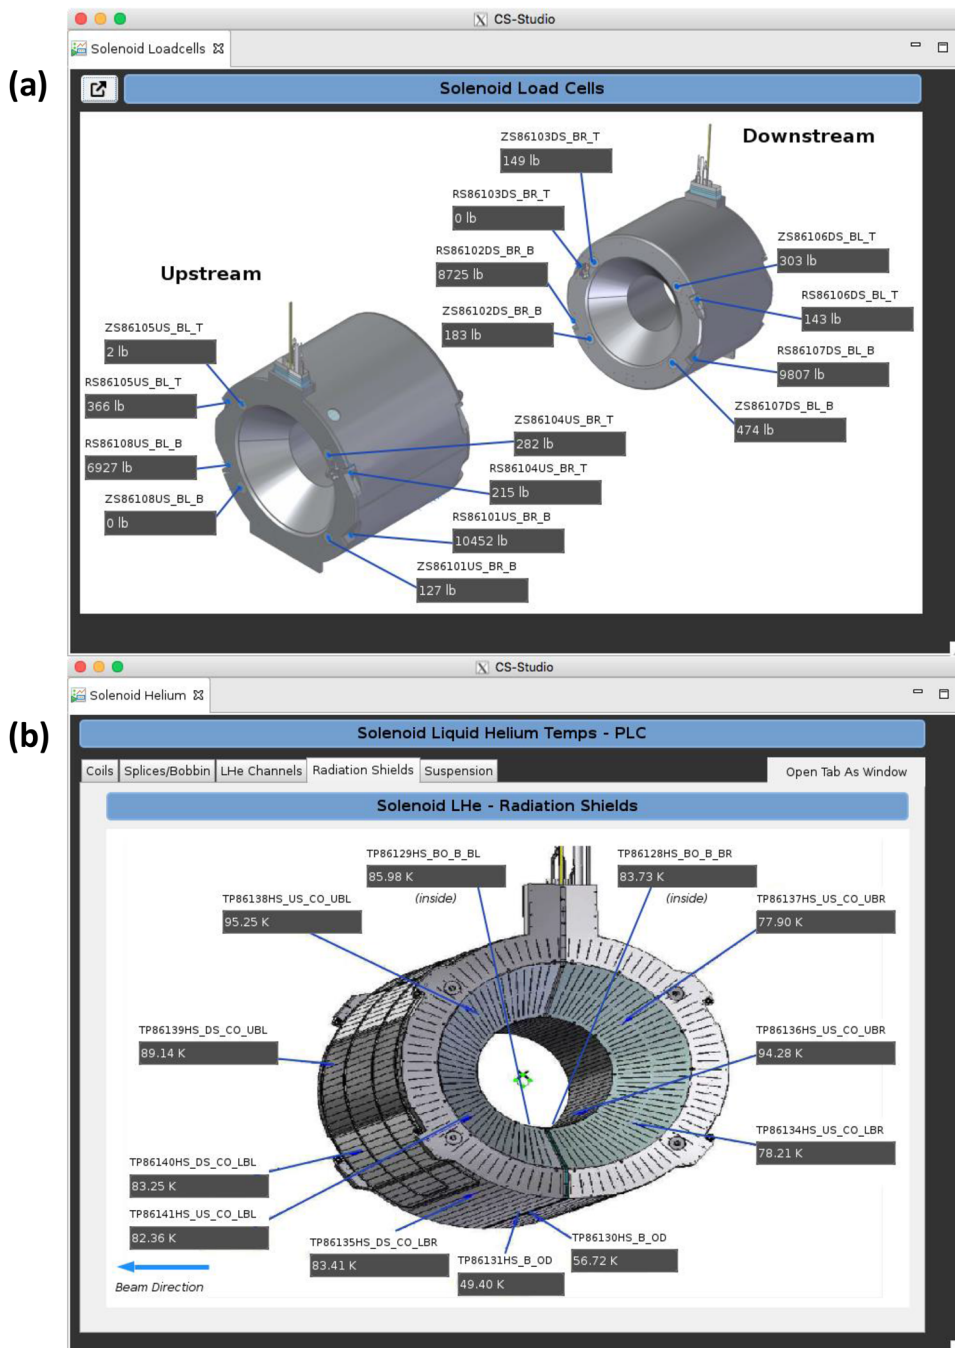 (a)
CS-Studio
Solenoid Loadcells
Solenoid Load Cells
Downstream
ZS86103DS_BR_T
149 lb
RS86103DS_BR_T
0 lb
RS86102DS_BR_B
8725 lb
ZS86102DS_BR_B
183 lb
ZS86106DS_BL_T
303 lb
RS86106DS_BL_T
143 lb
RS86107DS_BL_B
9807 lb
ZS86107DS_BL_B
474 lb
Upstream
ZS86105US_BL_T
2 lb
RS86105US_BL_T
366 lb
RS86108US_BL_B
6927 lb
ZS86108US_BL_B
0 lb
ZS86104US_BR_T
282 lb
RS86104US_BR_T
215 lb
RS86101US_BR_B
10452 lb
ZS86101US_BR_B
127 lb
(b)
CS-Studio
Solenoid Helium
Solenoid Liquid Helium Temps - PLC
Coils Splices/Bobbin LHe Channels Radiation Shields Suspension Open Tab As Window
Solenoid LHe - Radiation Shields
TP86129HS_BO_B_BL
85.98 K
(inside)
TP86128HS_BO_B_BR
83.73 K
(inside)
TP86138HS_US_CO_UBL
95.25 K
TP86137HS_US_CO_UBR
77.90 K
TP86139HS_DS_CO_UBL
89.14 K
TP86136HS_US_CO_UBR
94.28 K
TP86134HS_US_CO_LBR
78.21 K
TP86140HS_DS_CO_LBL
83.25 K
TP86141HS_US_CO_LBL
82.36 K
TP86135HS_DS_CO_LBR
83.41 K
TP86131HS_B_OD
49.40 K
TP86130HS_B_OD
56.72 K
Beam Direction